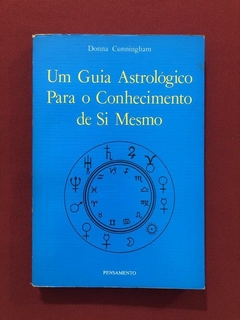 Donna Cunningham
Um Guia Astrológico
Para o Conhecimento
de Si Mesmo
PENSAMENTO